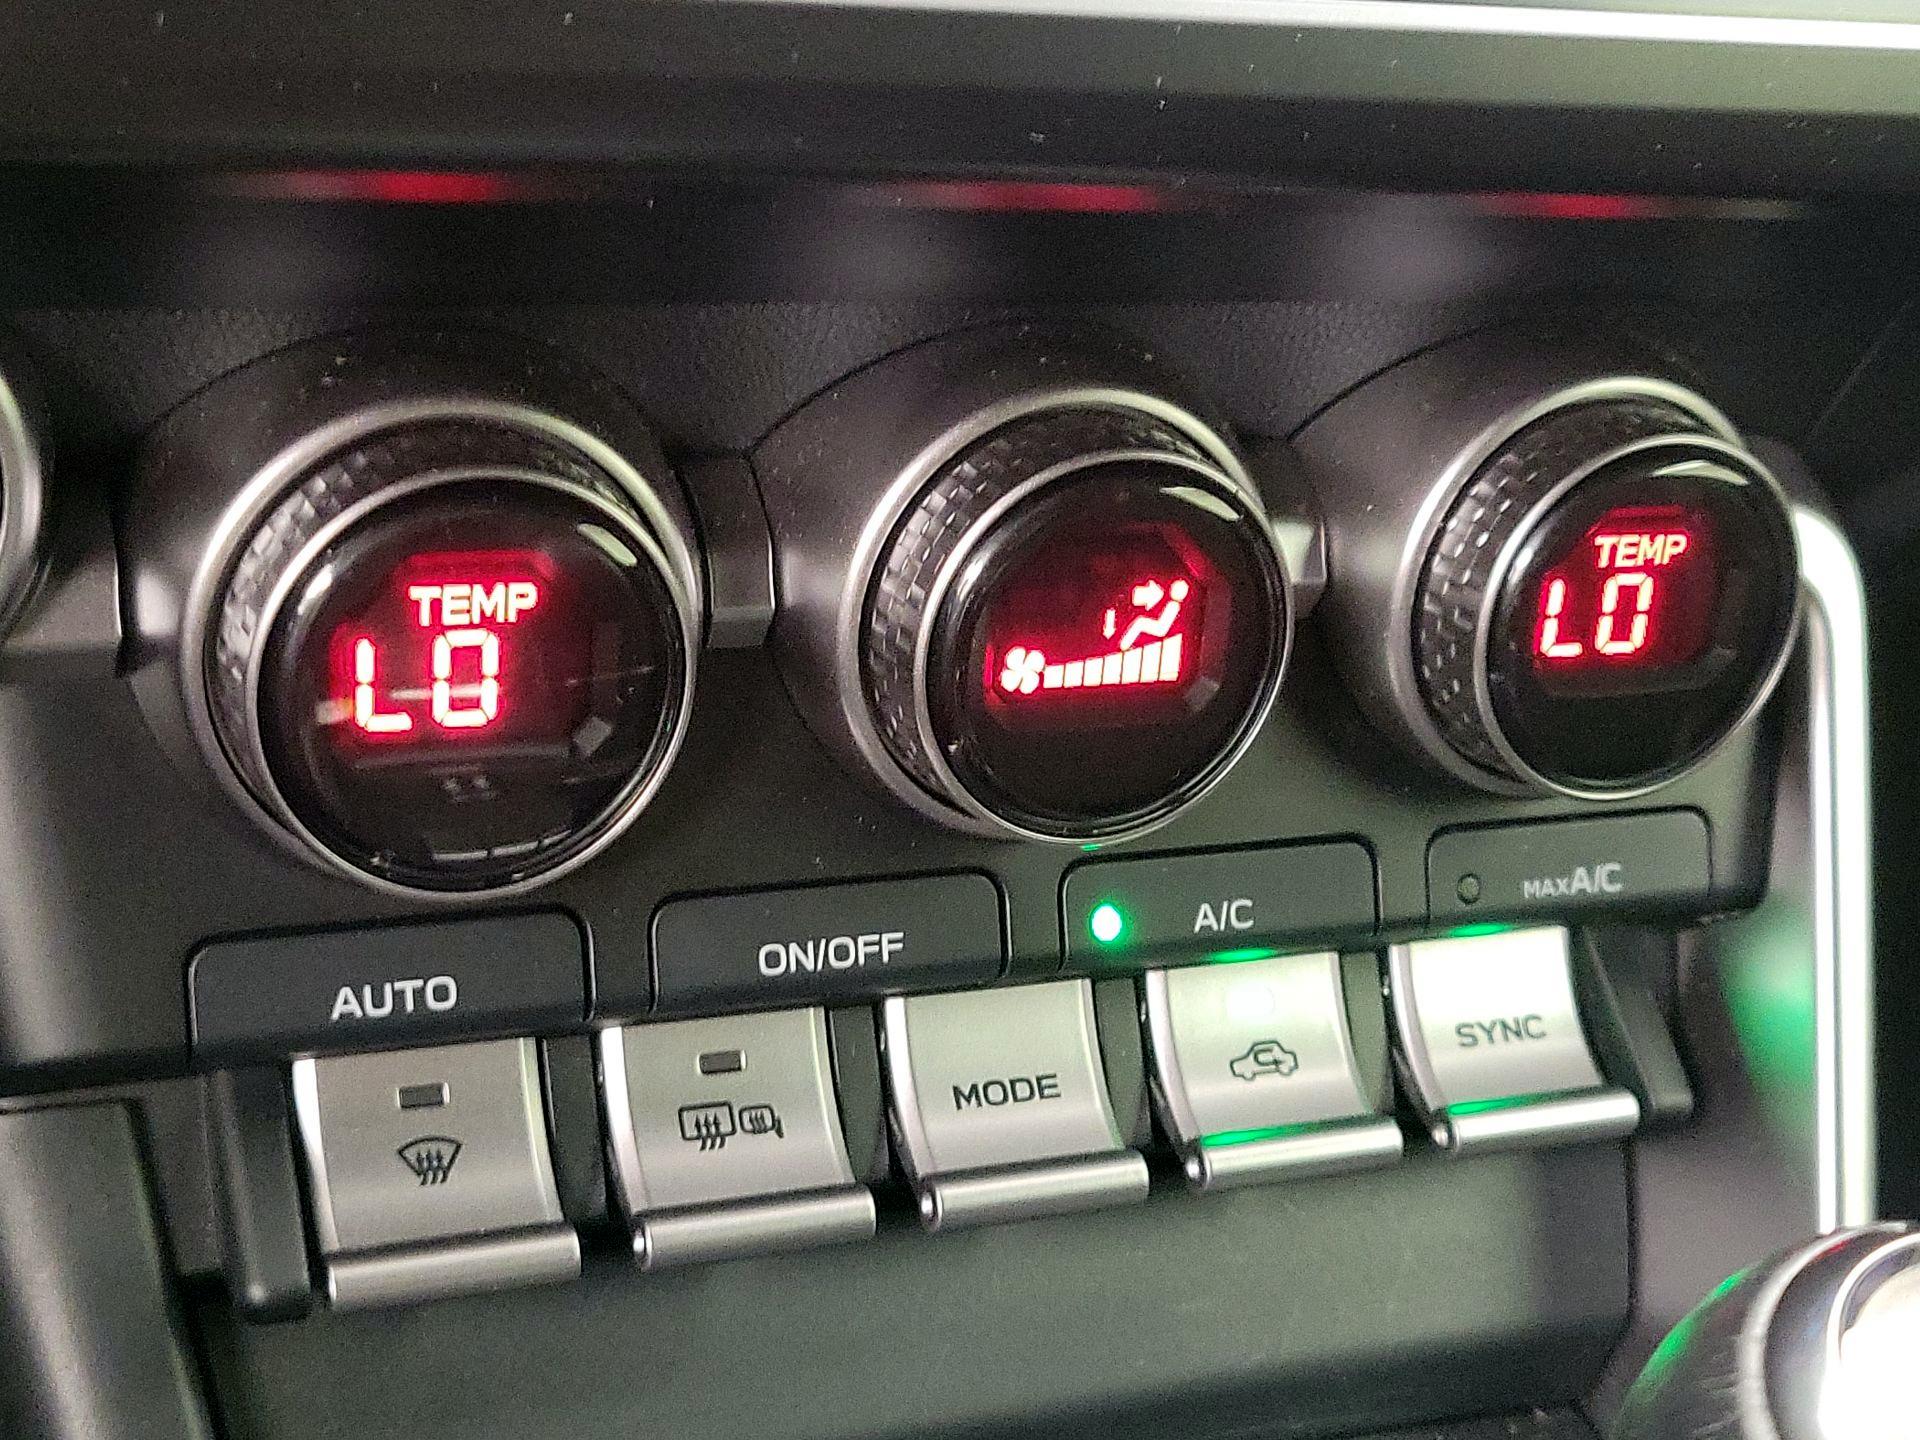 TEMP
LO
TEMP
LO
AUTO
ON/OFF
A/C
MAXA/C
MODE
SYNC